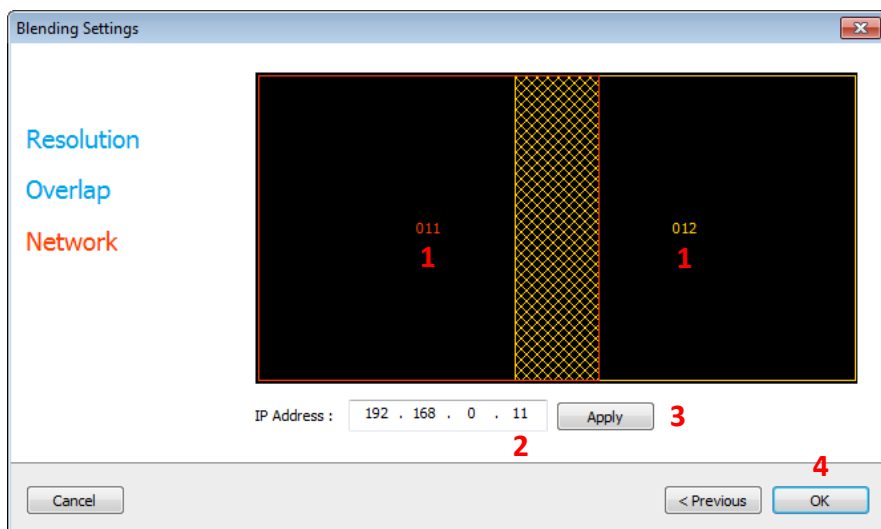 Blending Settings
Resolution
Overlap
Network
011
012
1
1
IP Address : 192 . 168 . 0 . 11 Apply 3
2
4
Cancel < Previous OK